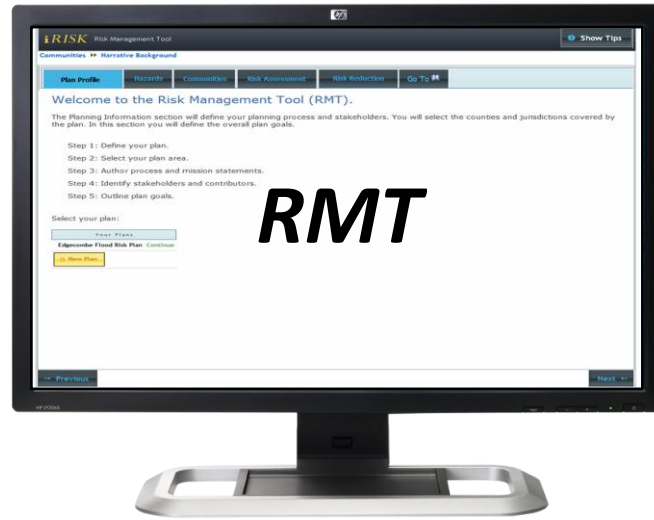 hp
iRISK Risk Management Tool
Show Tips
Communities Narrative Background
Plan Profile Hazards Communities Risk Assessment Risk Reduction Go To
Welcome to the Risk Management Tool (RMT).
The Planning Information section will define your planning process and stakeholders. You will select the counties and jurisdictions covered by
the plan. In this section you will define the overall plan goals.
Step 1: Define your plan.
Step 2: Select your plan area.
Step 3: Author process and mission statements.
Step 4: Identify stakeholders and contributors.
Step 5: Outline plan goals.
RMT
Select your plan:
Your Plans
Edgecombe Flood Risk Plan Continue
New Plan
Previous
Next